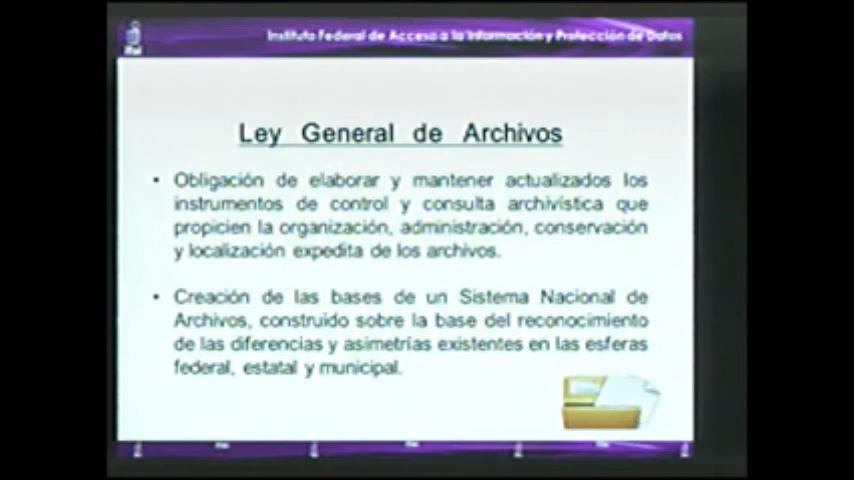 Instituto Federal de Acceso a la Información y Protección de Datos
Ley General de Archivos
• Obligación de elaborar y mantener actualizados los
instrumentos de control y consulta archivística que
propicien la organización, administración, conservación
y localización expedita de los archivos.
• Creación de las bases de un Sistema Nacional de
Archivos, construido sobre la base del reconocimiento
de las diferencias y asimetrías existentes en las esferas
federal, estatal y municipal.